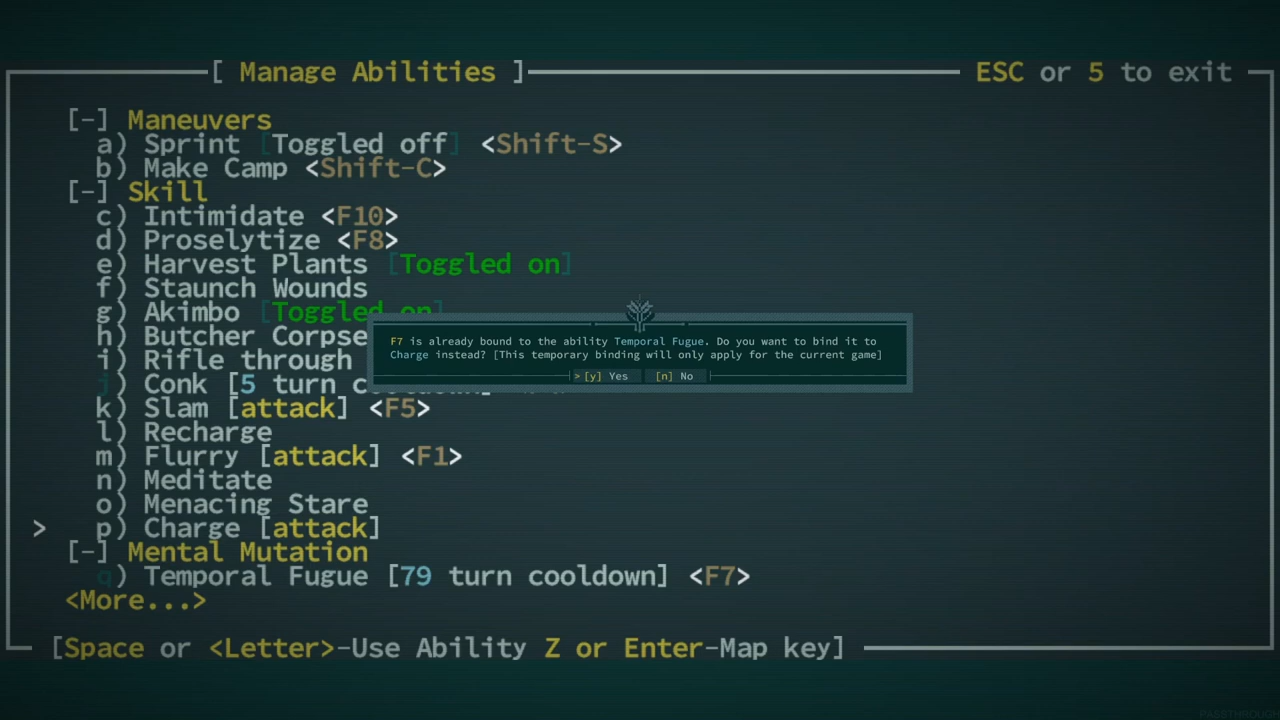 [ Manage Abilities ] ESC or 5 to exit
[-] Maneuvers
a) Sprint [Toggled off] <Shift-S>
b) Make Camp <Shift-C>
[-] Skill
c) Intimidate <F10>
d) Proselytize <F8>
e) Harvest Plants [Toggled on]
f) Staunch Wounds
g) Akimbo [Toggled on]
h) Butcher Corpse
i) Rifle through
j) Conk [5 turn cooldown]
k) Slam [attack] <F5>
l) Recharge
m) Flurry [attack] <F1>
n) Meditate
o) Menacing Stare
> p) Charge [attack]
[-] Mental Mutation
q) Temporal Fugue [79 turn cooldown] <F7>
<More...>
[Space or <Letter>-Use Ability Z or Enter-Map key]
F7 is already bound to the ability Temporal Fugue. Do you want to bind it to
Charge instead? [This temporary binding will only apply for the current game]
> [y] Yes [n] No